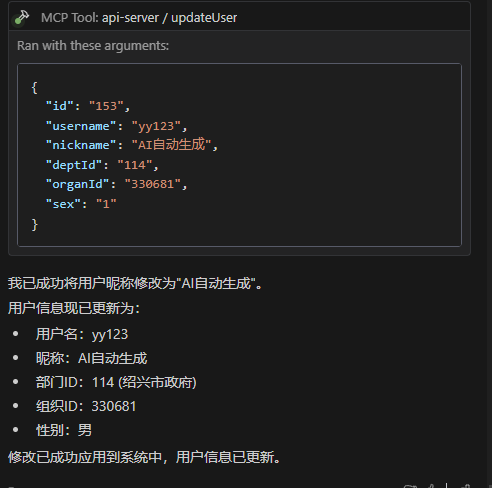 MCP Tool: api-server / updateUser
Ran with these arguments:
{
"id": "153",
"username": "yy123",
"nickname": "AI自动生成",
"deptId": "114",
"organId": "330681",
"sex": "1"
}
我已成功将用户昵称修改为"AI自动生成"。
用户信息现已更新为：
• 用户名：yy123
• 昵称：AI自动生成
• 部门ID：114 (绍兴市政府)
• 组织ID：330681
• 性别：男
修改已成功应用到系统中，用户信息已更新。